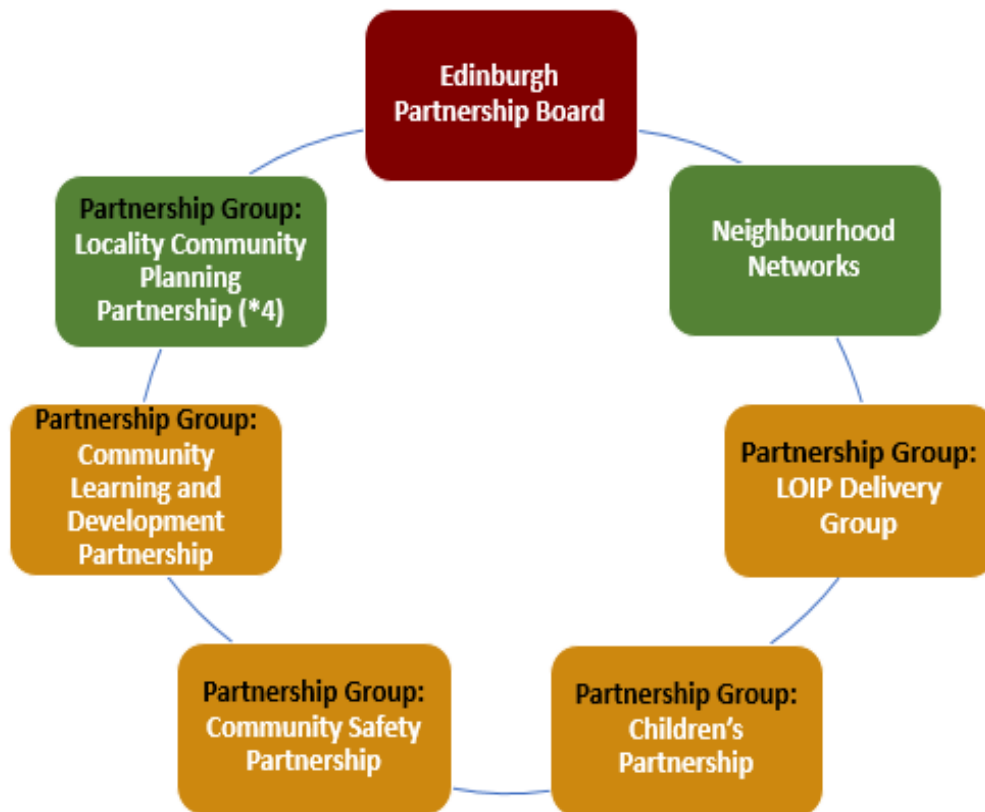 Edinburgh
Partnership Board
Partnership Group:
Locality Community
Planning
Partnership (*4)
Neighbourhood
Networks
Partnership Group:
Community
Learning and
Development
Partnership
Partnership Group:
LOIP Delivery
Group
Partnership Group:
Community Safety
Partnership
Partnership Group:
Children’s
Partnership